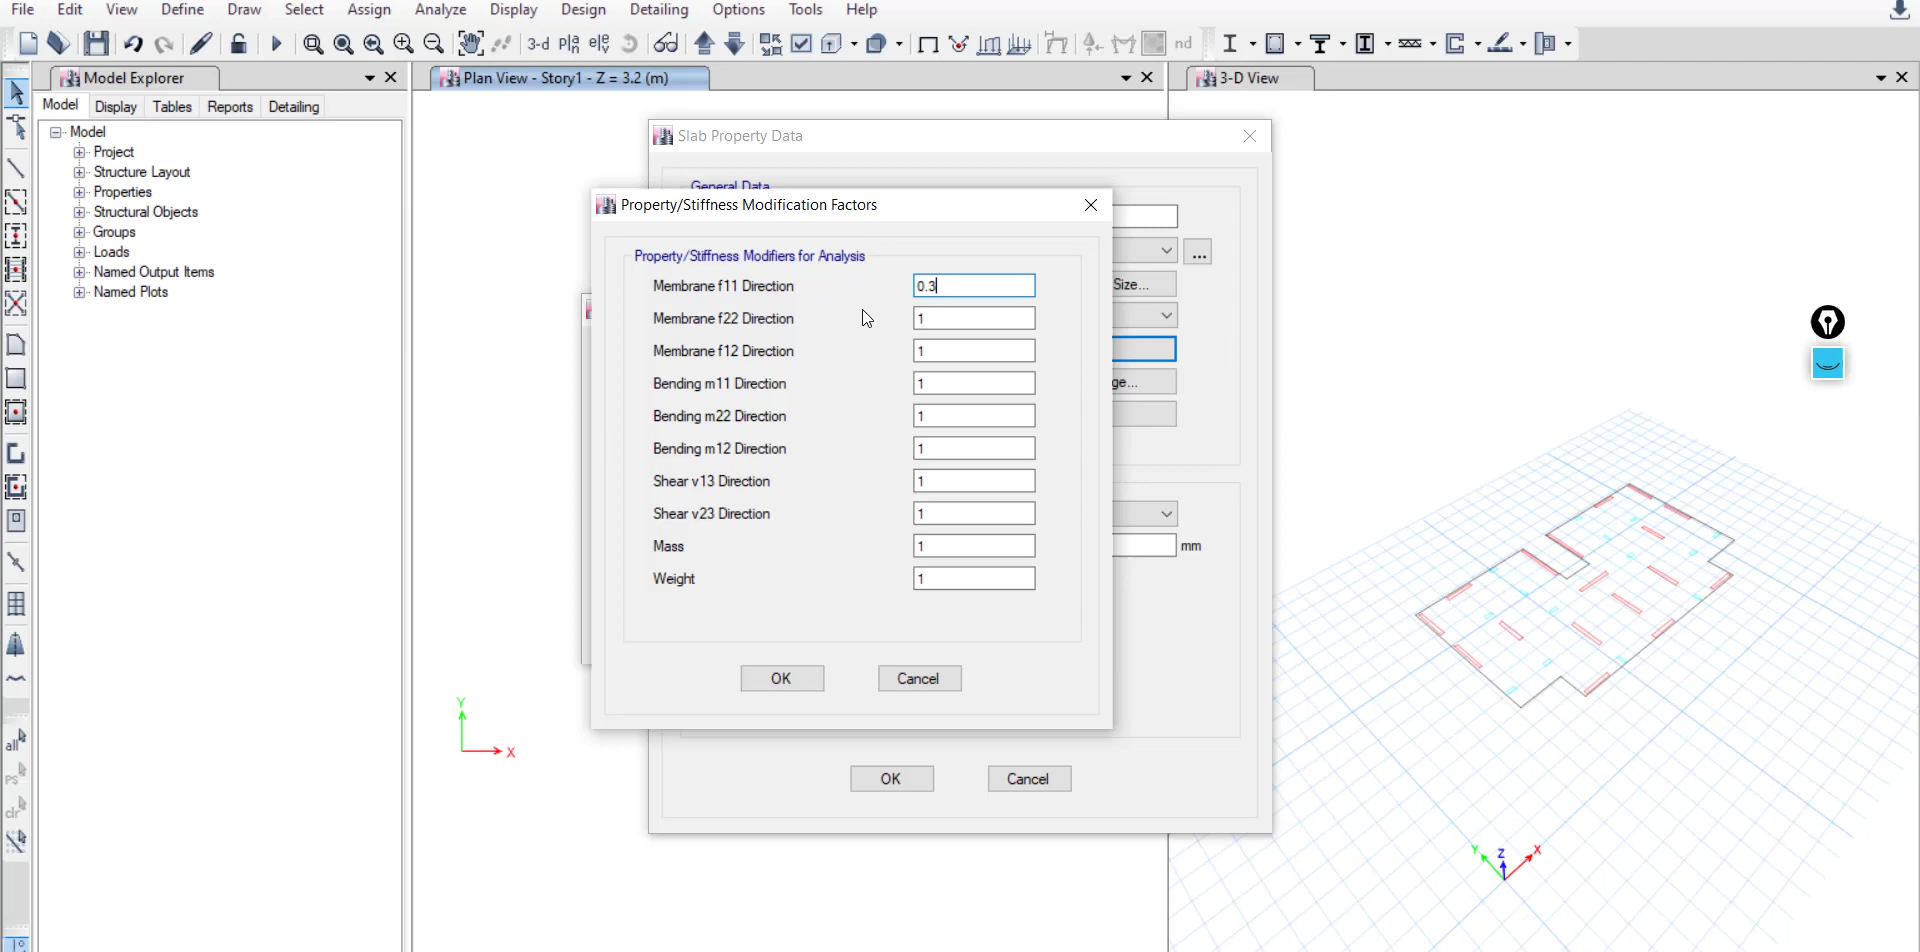 File Edit View Define Draw Select Assign Analyze Display Design Detailing Options Tools Help
3-d nd
Model Explorer
Plan View - Story1 - Z = 3.2 (m)
3-D View
Model Display Tables Reports Detailing
Model
Project
Structure Layout
Properties
Structural Objects
Groups
Loads
Named Output Items
Named Plots
Slab Property Data
General Data
Property/Stiffness Modification Factors
...
Size...
ge...
mm
Property/Stiffness Modifiers for Analysis
Membrane f11 Direction 0.3
Membrane f22 Direction 1
Membrane f12 Direction 1
Bending m11 Direction 1
Bending m22 Direction 1
Bending m12 Direction 1
Shear v13 Direction 1
Shear v23 Direction 1
Mass 1
Weight 1
OK Cancel
OK Cancel
Y
X
Y Z X
all
ps
clr